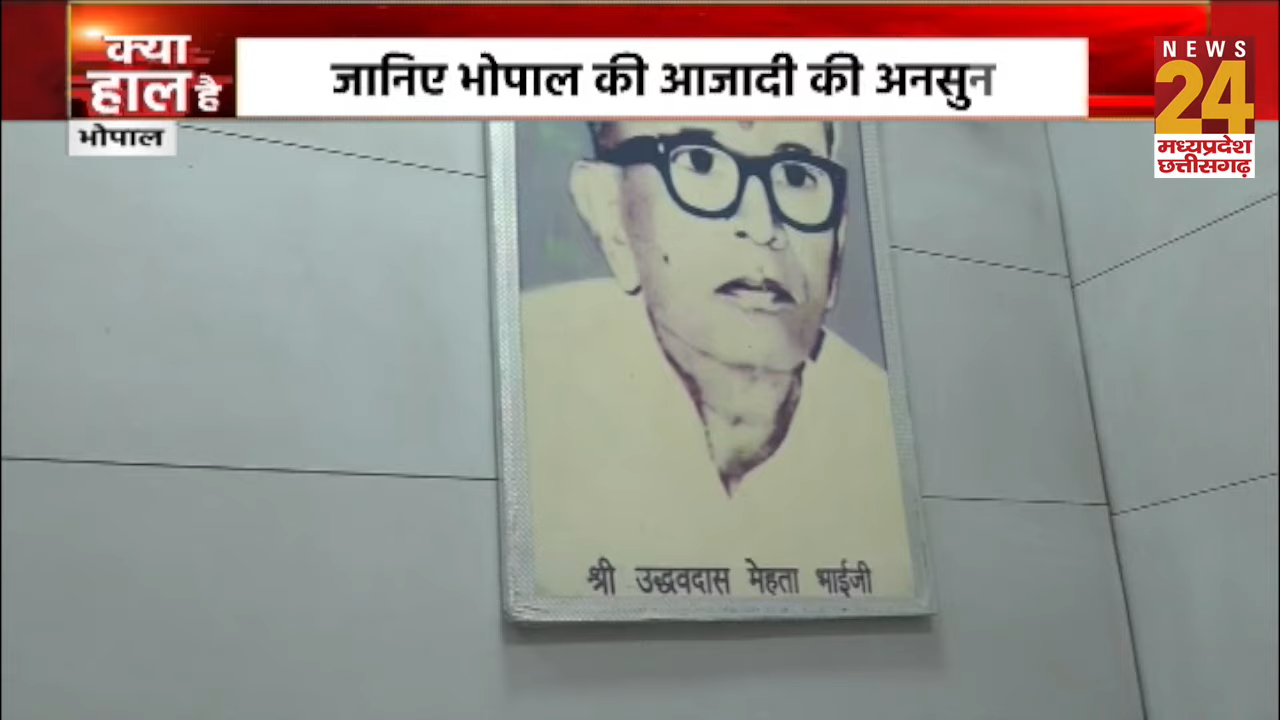 क्या
हाल है
जानिए भोपाल की आजादी की अनसुन
भोपाल
NEWS
24
मध्यप्रदेश
छत्तीसगढ़
श्री उद्धवदास मेहता भाईजी